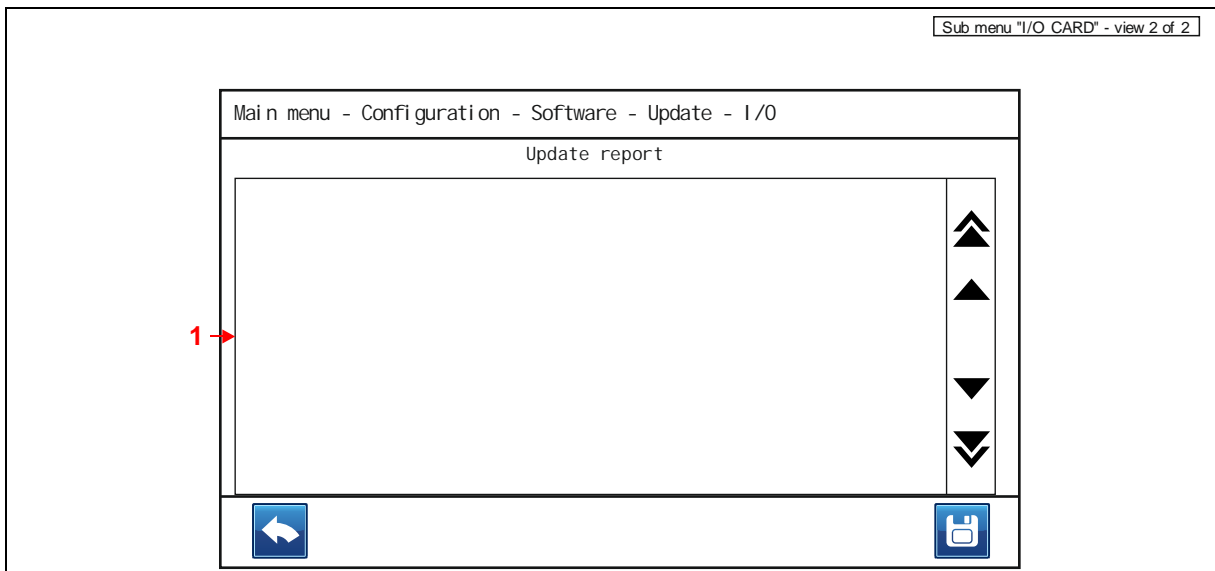 Sub menu "I/O CARD" - view 2 of 2
Main menu - Configuration - Software - Update - I/O
Update report
1